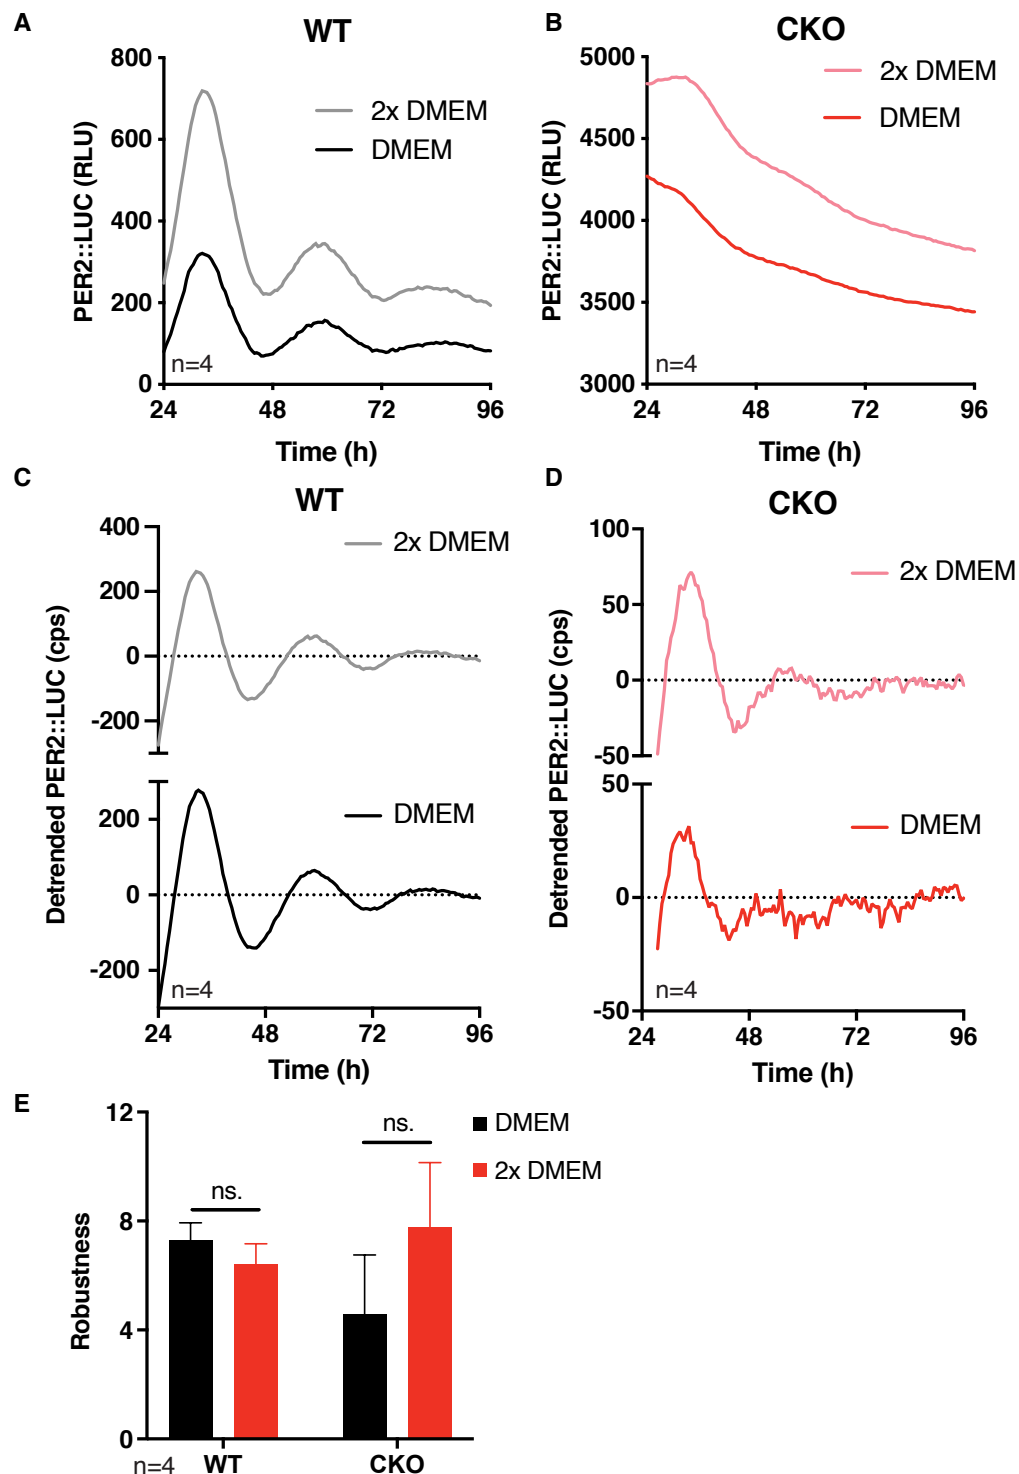 A
WT
800
600
400
200
0
PER2::LUC (RLU)
2x DMEM
DMEM
n=4
24 48 72 96
Time (h)
B
CKO
5000
4500
4000
3500
3000
PER2::LUC (RLU)
2x DMEM
DMEM
n=4
24 48 72 96
Time (h)
C
WT
400
200
0
-200
2x DMEM
Detrended PER2::LUC (cps)
200
0
-200
DMEM
n=4
24 48 72 96
Time (h)
D
CKO
100
50
0
-50
2x DMEM
Detrended PER2::LUC (cps)
50
0
-50
DMEM
n=4
24 48 72 96
Time (h)
E
12
8
4
0
Robustness
ns.
ns.
DMEM
2x DMEM
n=4 WT CKO